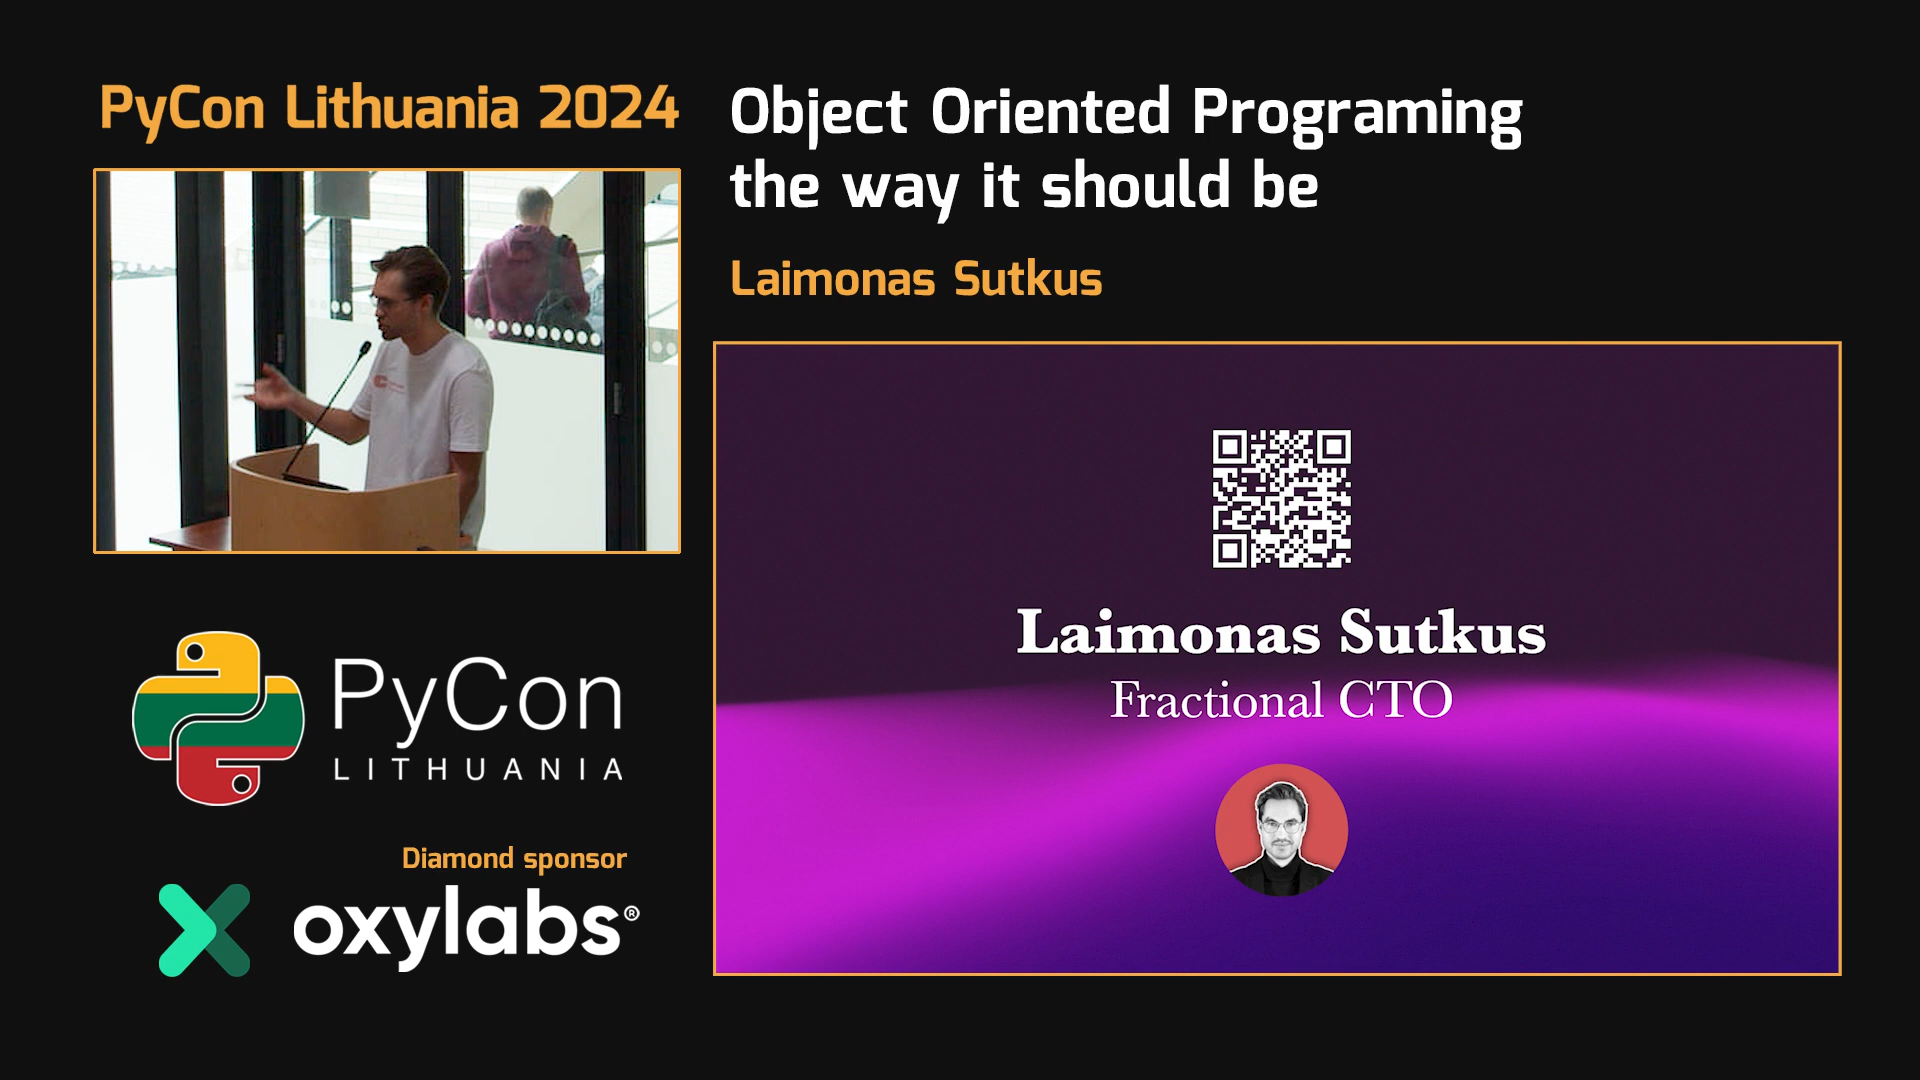 PyCon Lithuania 2024
Object Oriented Programing
the way it should be
Laimonas Sutkus
Laimonas Sutkus
Fractional CTO
PyCon
LITHUANIA
Diamond sponsor
oxylabs®